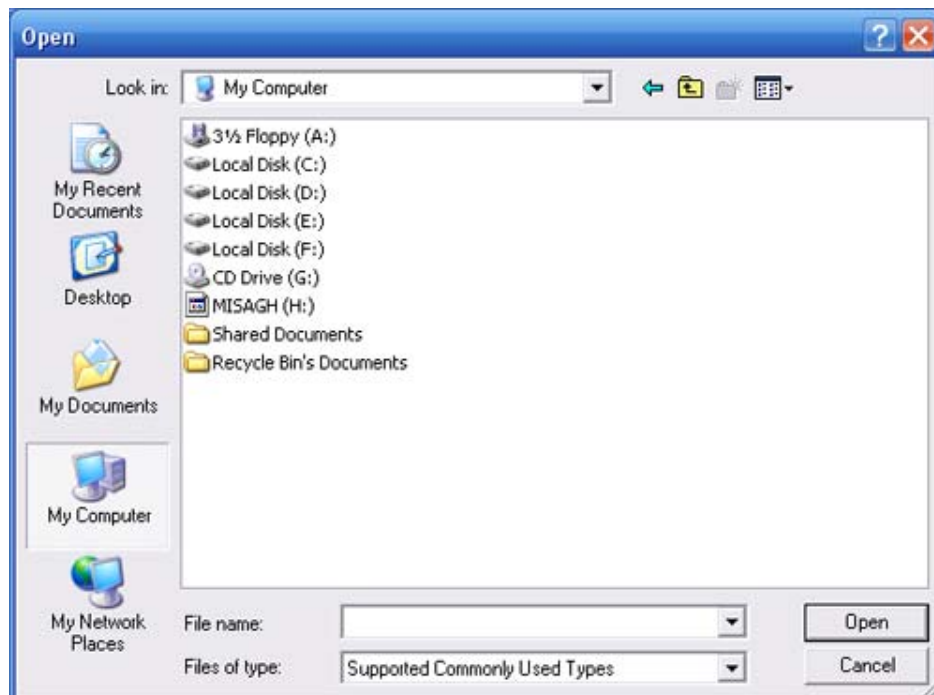 Open
Look in:
My Computer
My Recent
Documents
Desktop
My Documents
My Computer
My Network
Places
3½ Floppy (A:)
Local Disk (C:)
Local Disk (D:)
Local Disk (E:)
Local Disk (F:)
CD Drive (G:)
MISAGH (H:)
Shared Documents
Recycle Bin's Documents
File name:
Open
Files of type:
Supported Commonly Used Types
Cancel